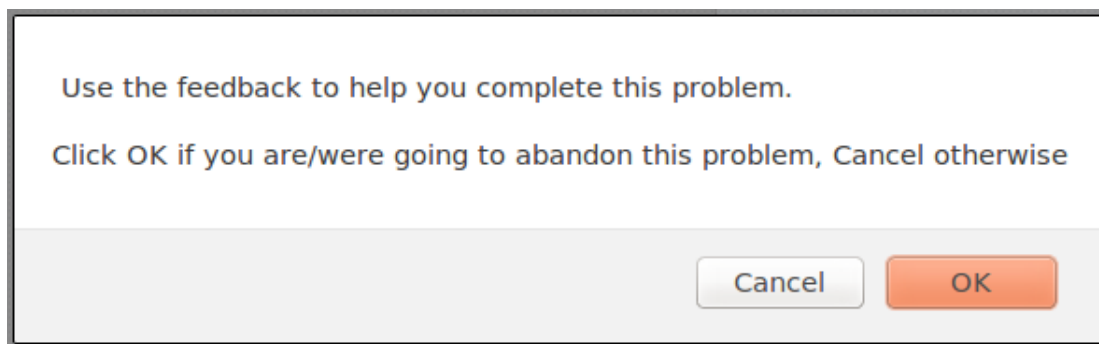 Use the feedback to help you complete this problem.
Click OK if you are/were going to abandon this problem, Cancel otherwise
Cancel OK